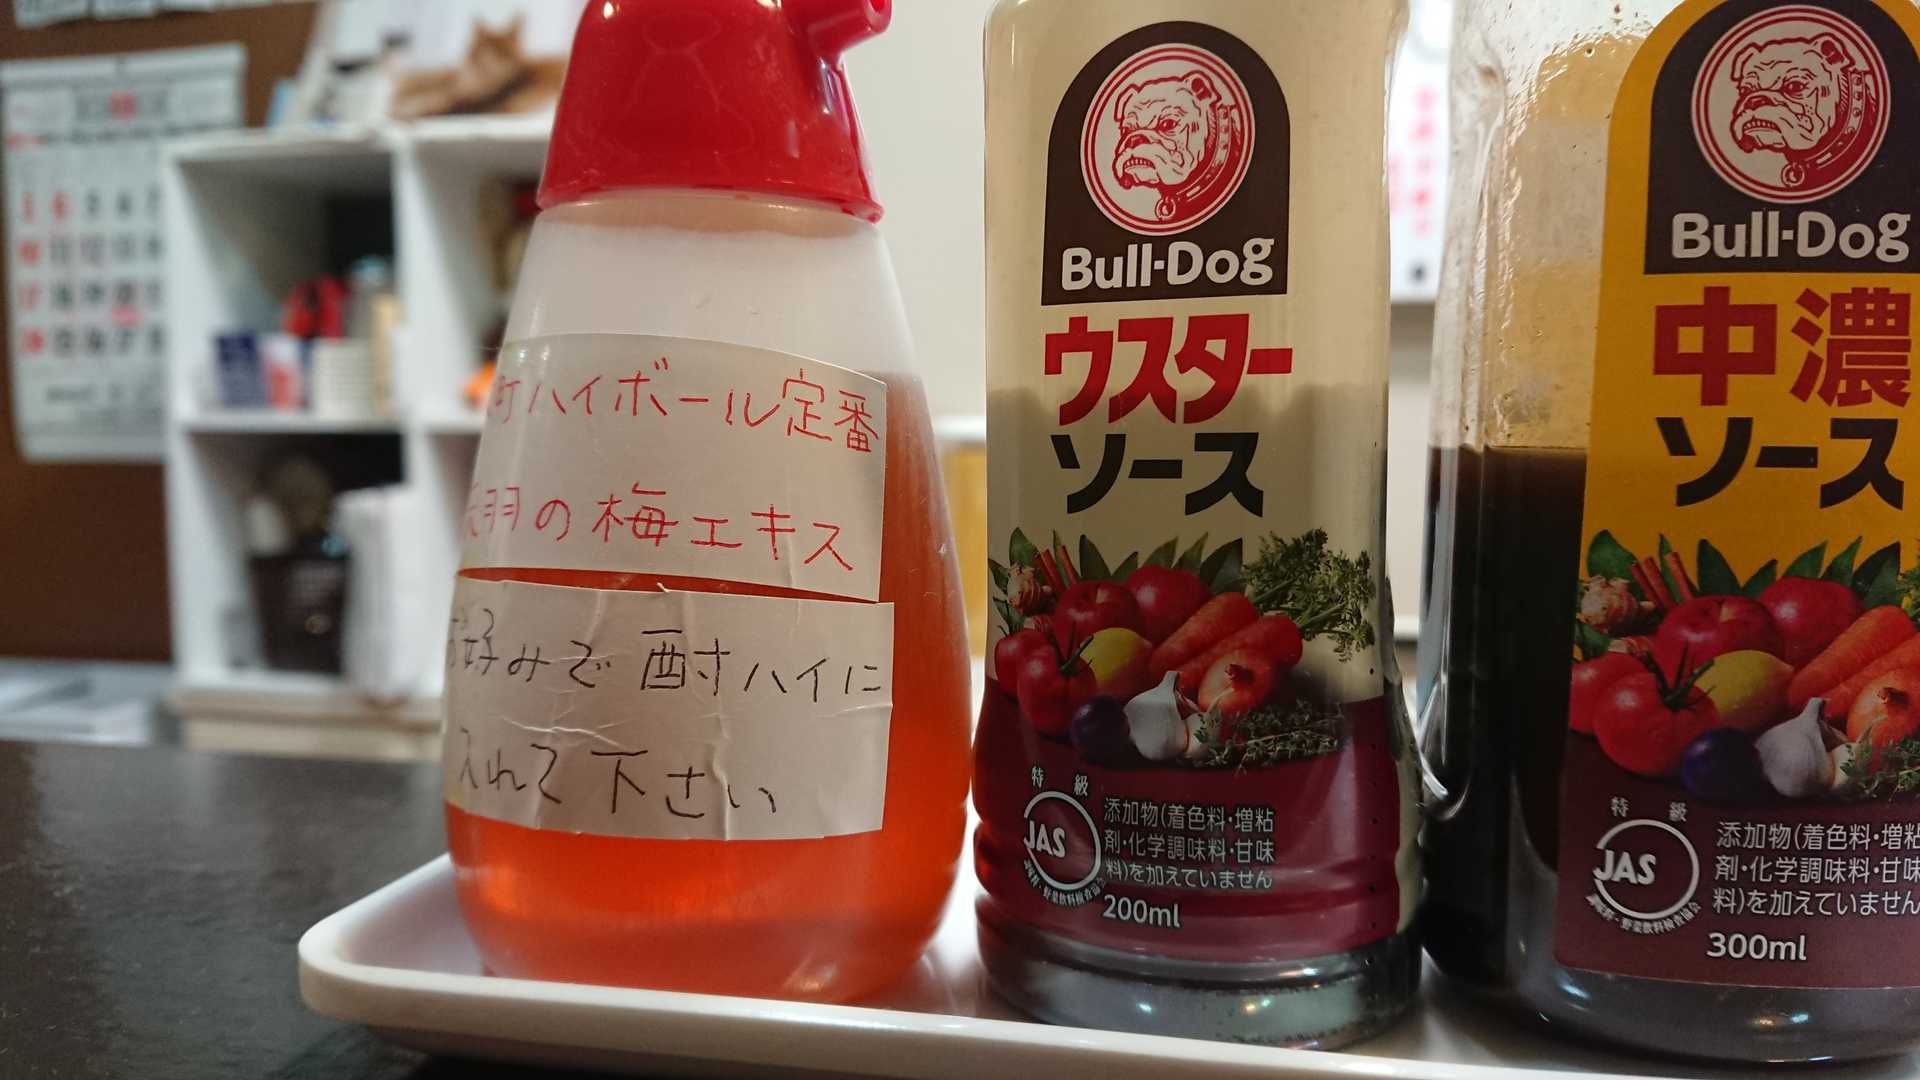 町ハイボール定番
天羽の梅エキス
お好みで酎ハイに
入れて下さい
Bull-Dog
ウスター
ソース
特級
JAS
添加物(着色料・増粘
剤・化学調味料・甘味
料)を加えていません
200ml
Bull-Dog
中濃
ソース
特級
JAS
添加物(着色料・増粘
剤・化学調味料・甘味
料)を加えていません
300ml